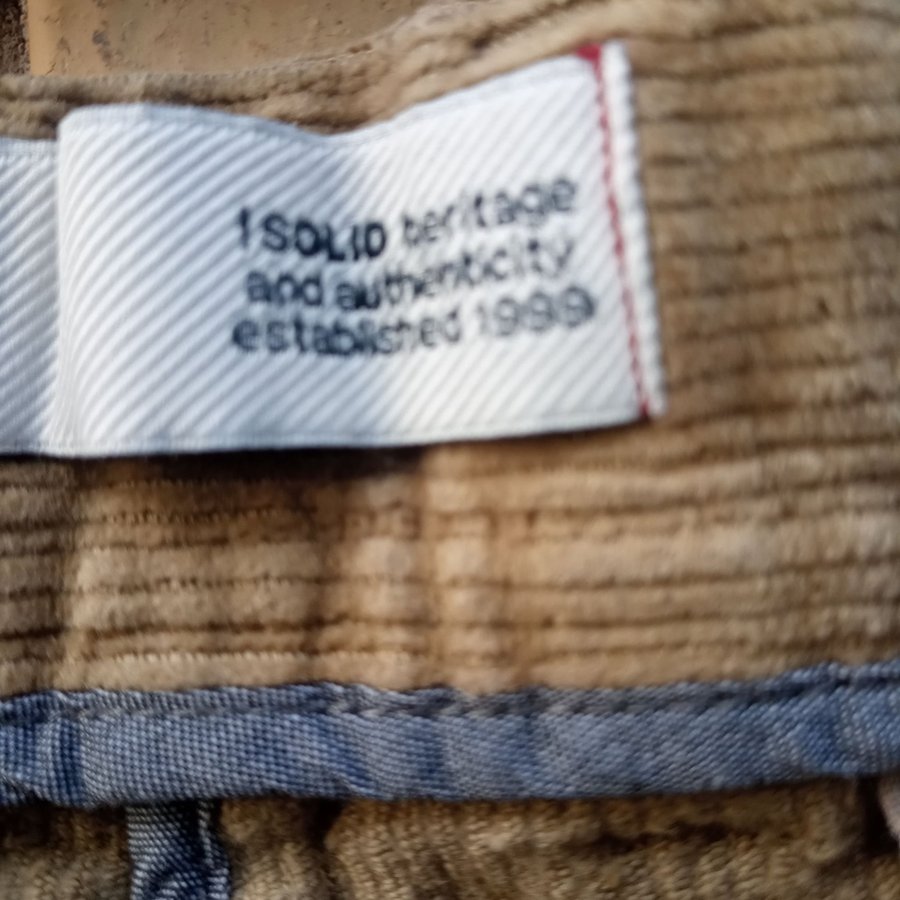 !SOLID heritage
and authenticity
established 1999